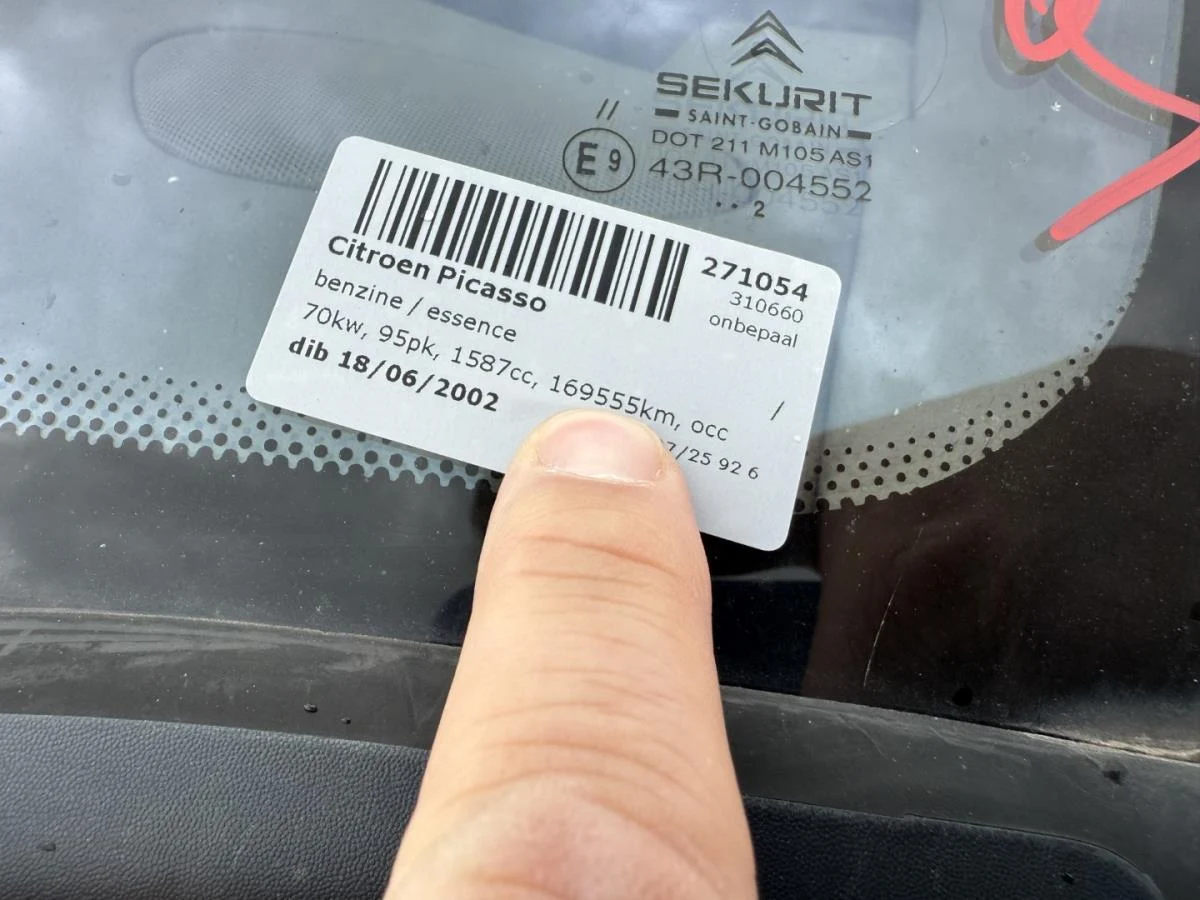 SEKURIT
SAINT-GOBAIN
DOT 211 M105 AS1
E9 43R-004552
.. 2
271054
310660
onbepaal
Citroen Picasso
benzine / essence
70kw, 95pk, 1587cc, 169555km, occ /
dib 18/06/2002
7/25 92 6